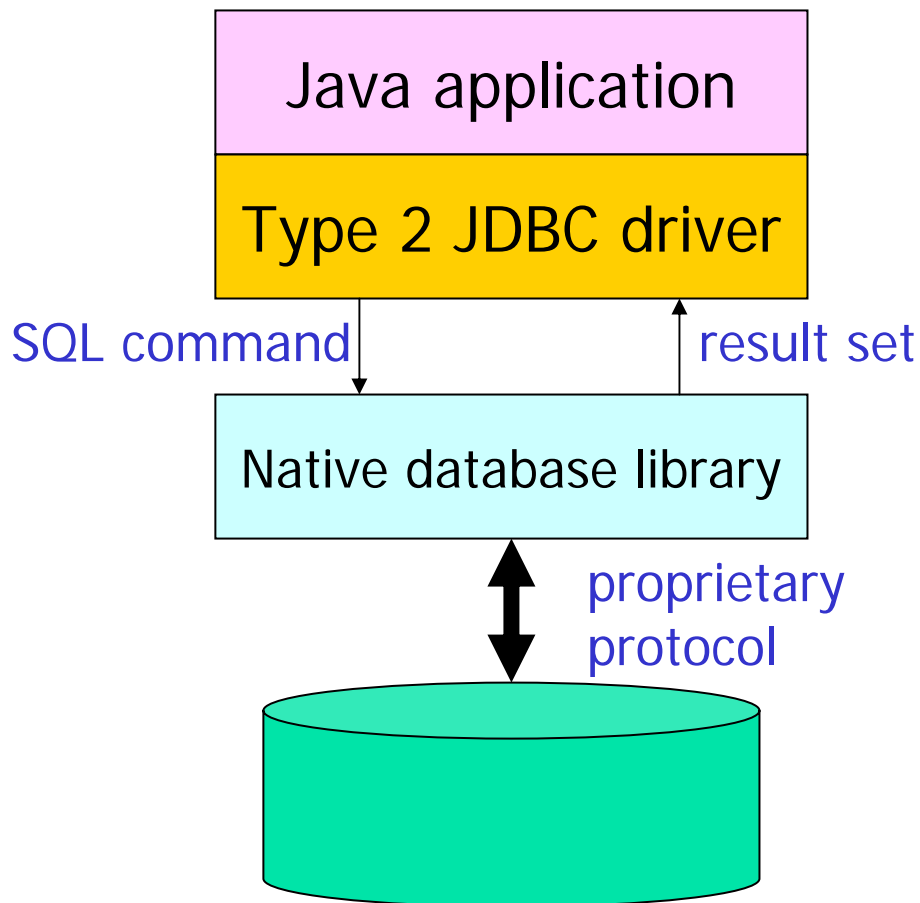 Java application
Type 2 JDBC driver
SQL command
result set
Native database library
proprietary
protocol